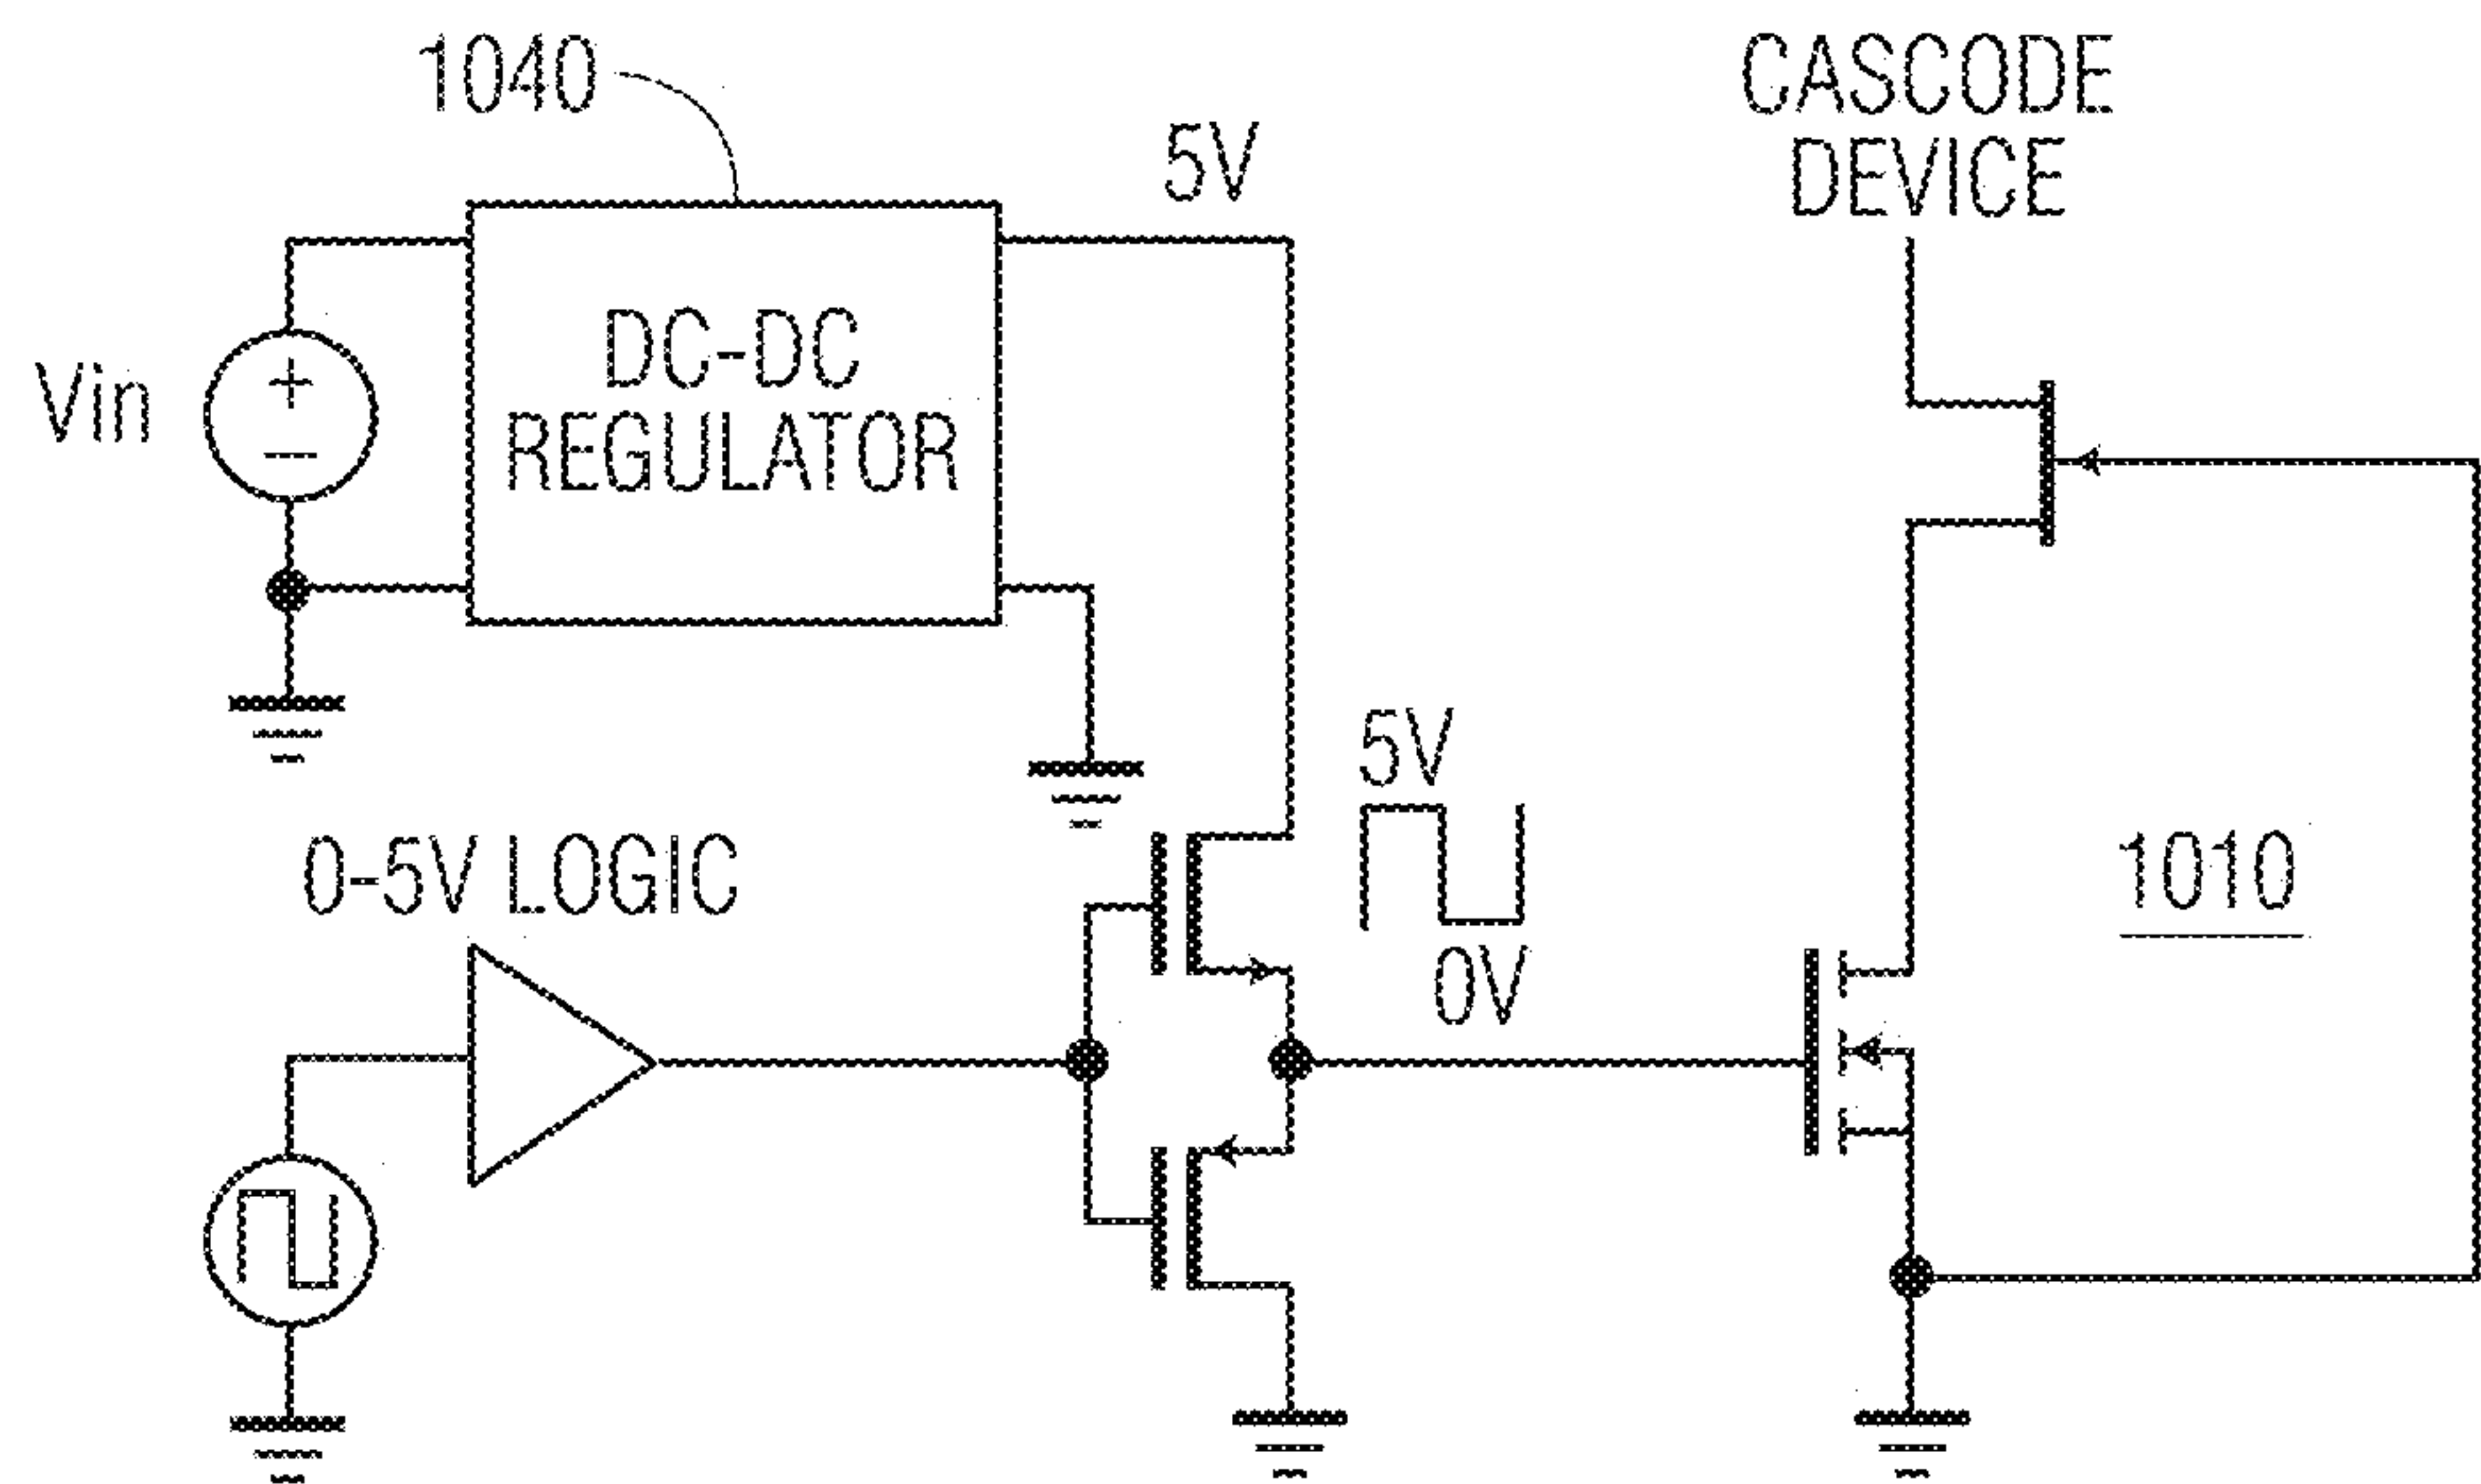 1040
5V
CASCODE
DEVICE
Vin
+
−
DC-DC
REGULATOR
5V
0V
0-5V LOGIC
1010